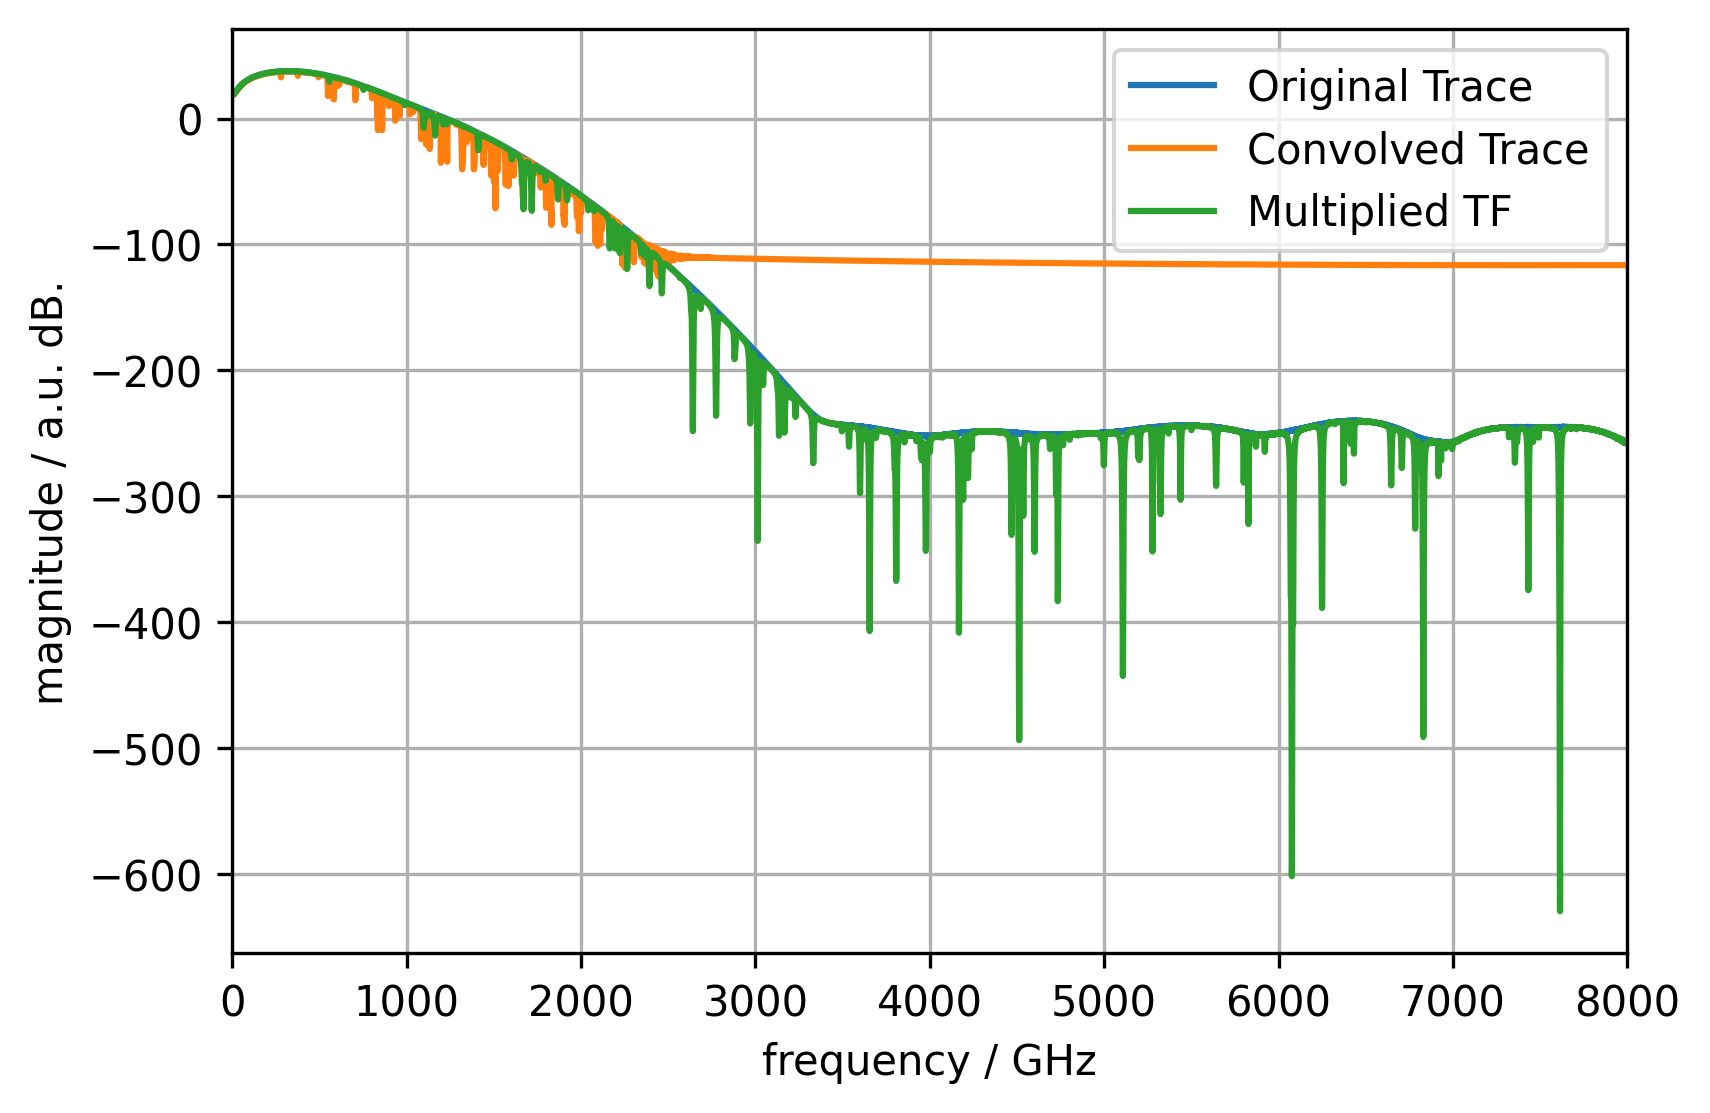 Original Trace
Convolved Trace
Multiplied TF
magnitude / a.u. dB.
0
−100
−200
−300
−400
−500
−600
0 1000 2000 3000 4000 5000 6000 7000 8000
frequency / GHz